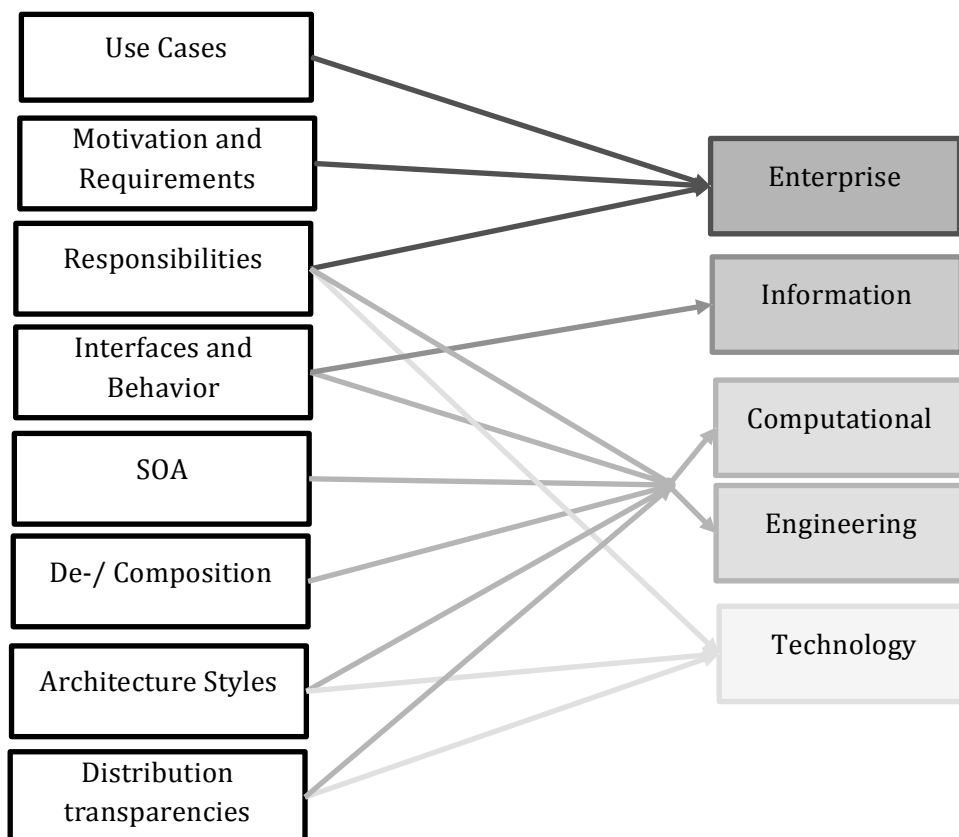 Use Cases
Motivation and
Requirements
Responsibilities
Interfaces and
Behavior
SOA
De-/ Composition
Architecture Styles
Distribution
transparencies
Enterprise
Information
Computational
Engineering
Technology